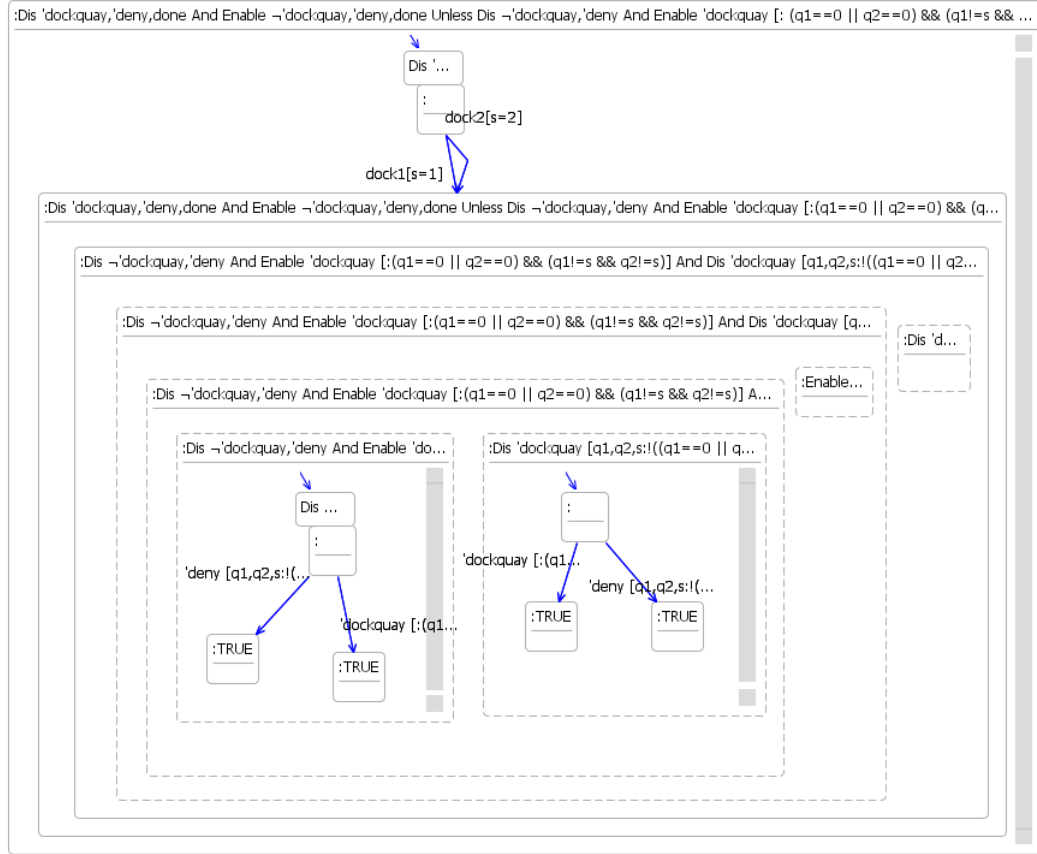 :Dis 'dockquay,'deny,done And Enable ¬'dockquay,'deny,done Unless Dis ¬'dockquay,'deny And Enable 'dockquay [: (q1==0 || q2==0) && (q1!=s && ...
Dis '...
:
dock2[s=2]
dock1[s=1]
:Dis 'dockquay,'deny,done And Enable ¬'dockquay,'deny,done Unless Dis ¬'dockquay,'deny And Enable 'dockquay [:(q1==0 || q2==0) && (q...
:Dis ¬'dockquay,'deny And Enable 'dockquay [:(q1==0 || q2==0) && (q1!=s && q2!=s)] And Dis 'dockquay [q1,q2,s:!((q1==0 || q2...
:Dis ¬'dockquay,'deny And Enable 'dockquay [:(q1==0 || q2==0) && (q1!=s && q2!=s)] And Dis 'dockquay [q...
:Dis 'd...
:Enable...
:Dis ¬'dockquay,'deny And Enable 'dockquay [:(q1==0 || q2==0) && (q1!=s && q2!=s)] A...
:Dis ¬'dockquay,'deny And Enable 'do...
:Dis 'dockquay [q1,q2,s:!((q1==0 || q...
Dis ...
:
:
'deny [q1,q2,s:!(...
'dockquay [:(q1...
'dockquay [:(q1...
'deny [q1,q2,s:!(...
:TRUE
:TRUE
:TRUE
:TRUE